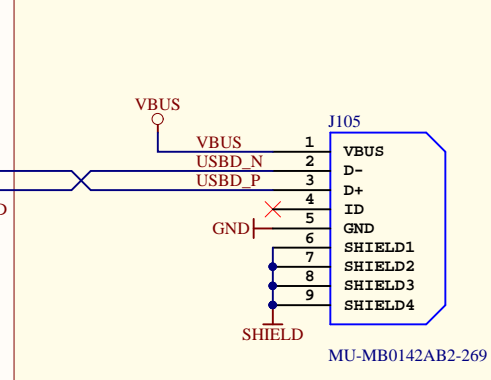 VBUS
J105
VBUS 1 VBUS
USBD_N 2 D-
USBD_P 3 D+
4 ID
GND 5 GND
6 SHIELD1
7 SHIELD2
8 SHIELD3
9 SHIELD4
SHIELD
MU-MB0142AB2-269